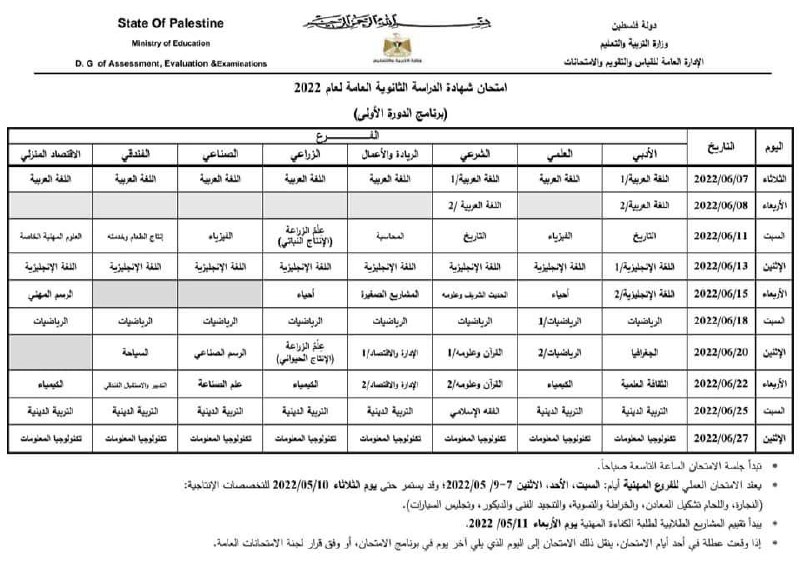 State Of Palestine
Ministry of Education
D. G of Assessment, Evaluation &Examinations
بسم الله الرحمن الرحيم
دولة فلسطين
وزارة التربية والتعليم
الإدارة العامة للقياس والتقويم والامتحانات
امتحان شهادة الدراسة الثانوية العامة لعام 2022
(برنامج الدورة الأولى)
اليوم التاريخ الفـــرع
الأدبي العلمي الشرعي الريادة والأعمال الزراعي الصناعي الفندقي الاقتصاد المنزلي
الثلاثاء 2022/06/07 اللغة العربية/1 اللغة العربية اللغة العربية/1 اللغة العربية اللغة العربية اللغة العربية اللغة العربية اللغة العربية
الأربعاء 2022/06/08 اللغة العربية/2 اللغة العربية /2
السبت 2022/06/11 التاريخ الفيزياء التاريخ المحاسبة علم الزراعة (الإنتاج النباتي) الفيزياء إنتاج الطعام وخدمته العلوم المهنية الخاصة
الإثنين 2022/06/13 اللغة الإنجليزية/1 اللغة الإنجليزية اللغة الإنجليزية اللغة الإنجليزية اللغة الإنجليزية اللغة الإنجليزية اللغة الإنجليزية اللغة الإنجليزية
الأربعاء 2022/06/15 اللغة الإنجليزية/2 أحياء الحديث الشريف وعلومه المشاريع الصغيرة أحياء الرسم المهني
السبت 2022/06/18 الرياضيات الرياضيات/1 الرياضيات الرياضيات الرياضيات الرياضيات الرياضيات الرياضيات
الإثنين 2022/06/20 الجغرافيا الرياضيات/2 القرآن وعلومه/1 الإدارة والاقتصاد/1 علم الزراعة (الإنتاج الحيواني) الرسم الصناعي السياحة
الأربعاء 2022/06/22 الثقافة العلمية الكيمياء القرآن وعلومه/2 الإدارة والاقتصاد/2 الكيمياء علم الصناعة التدبير والاستقبال الفندقي الكيمياء
السبت 2022/06/25 التربية الدينية التربية الدينية الفقه الإسلامي التربية الدينية التربية الدينية التربية الدينية التربية الدينية التربية الدينية
الإثنين 2022/06/27 تكنولوجيا المعلومات تكنولوجيا المعلومات تكنولوجيا المعلومات تكنولوجيا المعلومات تكنولوجيا المعلومات تكنولوجيا المعلومات تكنولوجيا المعلومات تكنولوجيا المعلومات
• تبدأ جلسة الامتحان الساعة التاسعة صباحاً.
• يعقد الامتحان العملي للفروع المهنية أيام: السبت، الأحد، الاثنين 7-9/ 2022/05؛ وقد يستمر حتى يوم الثلاثاء 2022/05/10 للتخصصات الإنتاجية:
(النجارة، واللحام تشكيل المعادن، والخراطة والتسوية، والتنجيد الفني والديكور، وتجليس السيارات).
• يبدأ تقييم المشاريع الطلابية لطلبة الكفاءة المهنية يوم الأربعاء 05/11/ 2022.
• إذا وقعت عطلة في أحد أيام الامتحان، ينقل ذلك الامتحان إلى اليوم الذي يلي آخر يوم في برنامج الامتحان، أو وفق قرار لجنة الامتحانات العامة.